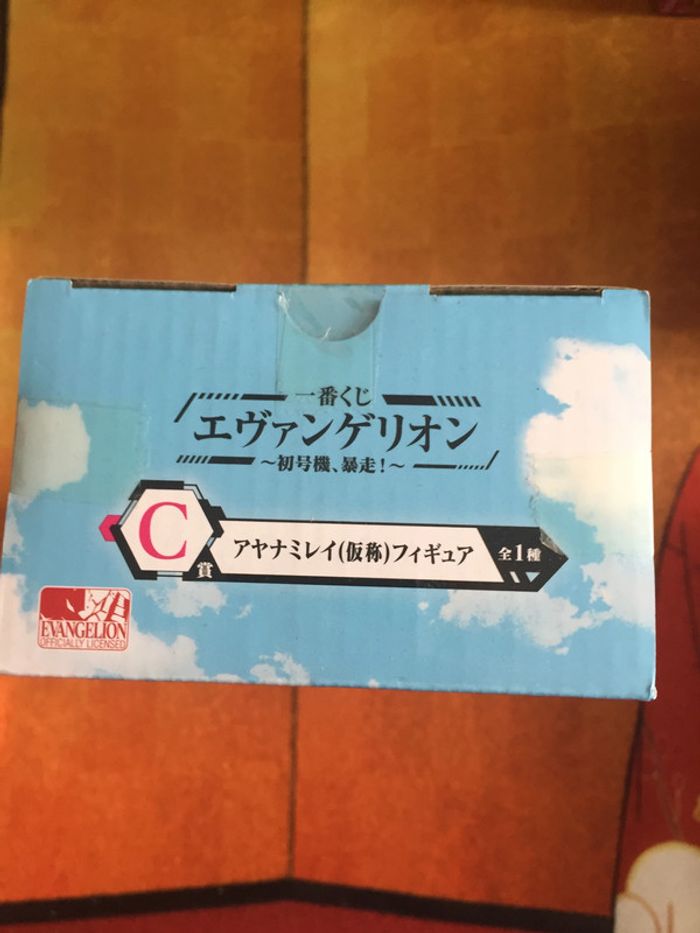 一番くじ
エヴァンゲリオン
～初号機、暴走！～
C賞
アヤナミレイ(仮称)フィギュア
全1種
EVANGELION
OFFICIALLY LICENSED